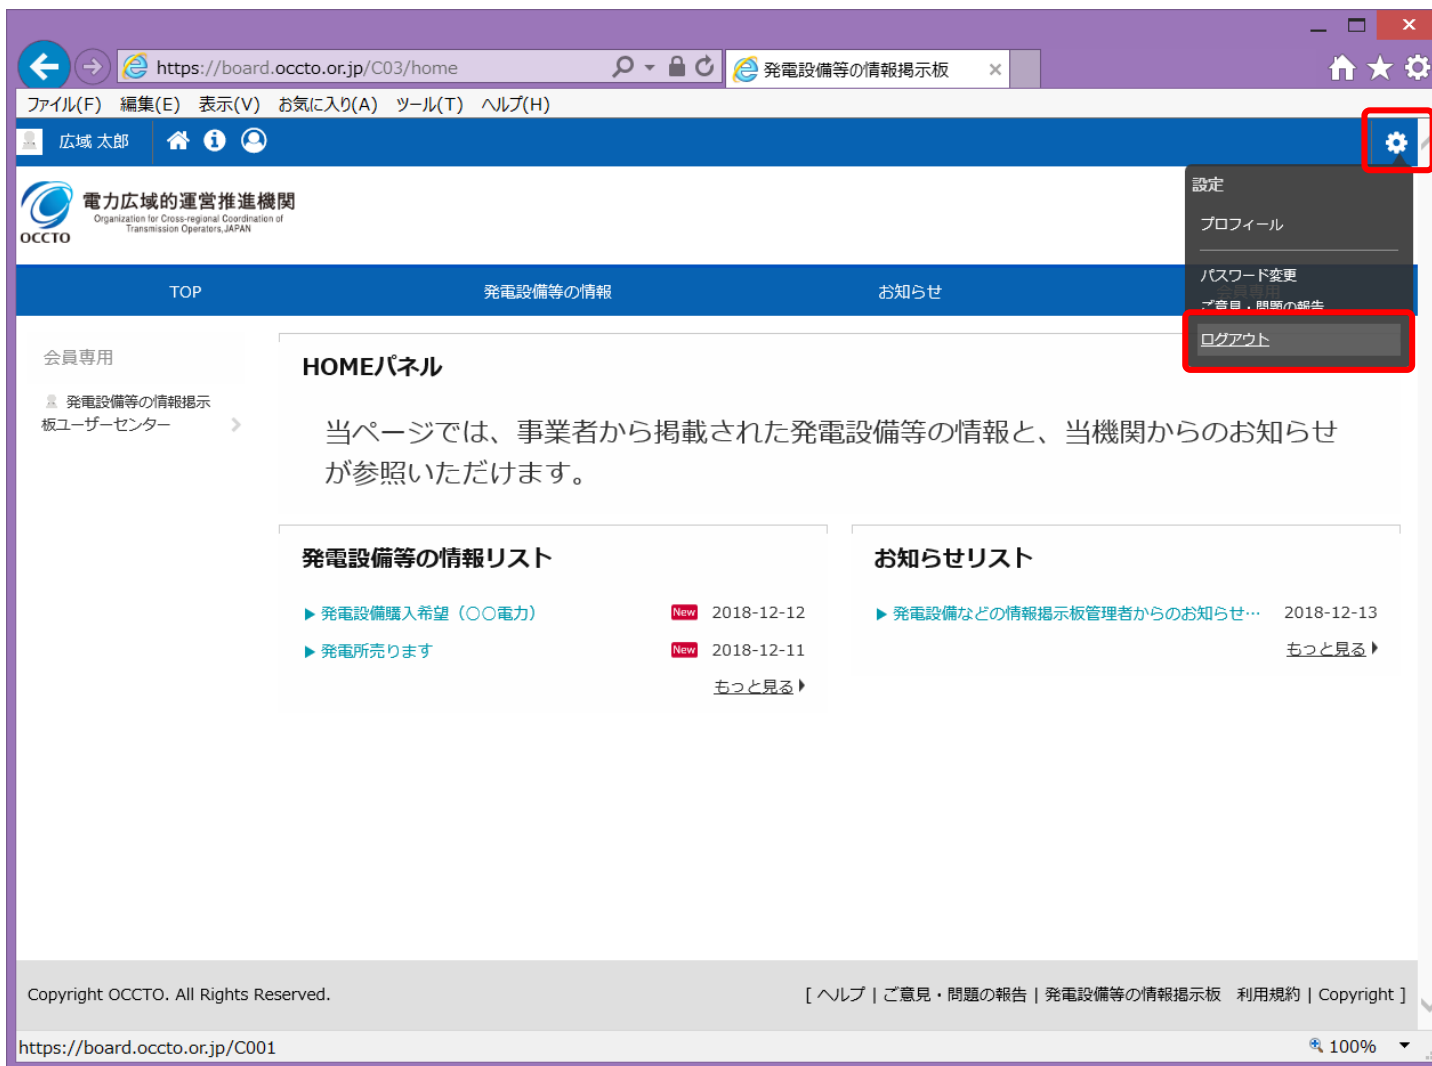 https://board.occto.or.jp/C03/home
発電設備等の情報掲示板
ファイル(F) 編集(E) 表示(V) お気に入り(A) ツール(T) ヘルプ(H)
広域 太郎
電力広域的運営推進機関
Organization for Cross-regional Coordination of
Transmission Operators, JAPAN
OCCTO
設定
プロフィール
パスワード変更
ご意見・問題の報告
ログアウト
TOP 発電設備等の情報 お知らせ 会員専用
会員専用
発電設備等の情報掲示
板ユーザーセンター
HOMEパネル
当ページでは、事業者から掲載された発電設備等の情報と、当機関からのお知らせ
が参照いただけます。
発電設備等の情報リスト
発電設備購入希望（○○電力） New 2018-12-12
発電所売ります New 2018-12-11
もっと見る
お知らせリスト
発電設備などの情報掲示板管理者からのお知らせ… 2018-12-13
もっと見る
Copyright OCCTO. All Rights Reserved.
[ ヘルプ | ご意見・問題の報告 | 発電設備等の情報掲示板 利用規約 | Copyright ]
https://board.occto.or.jp/C001
100%